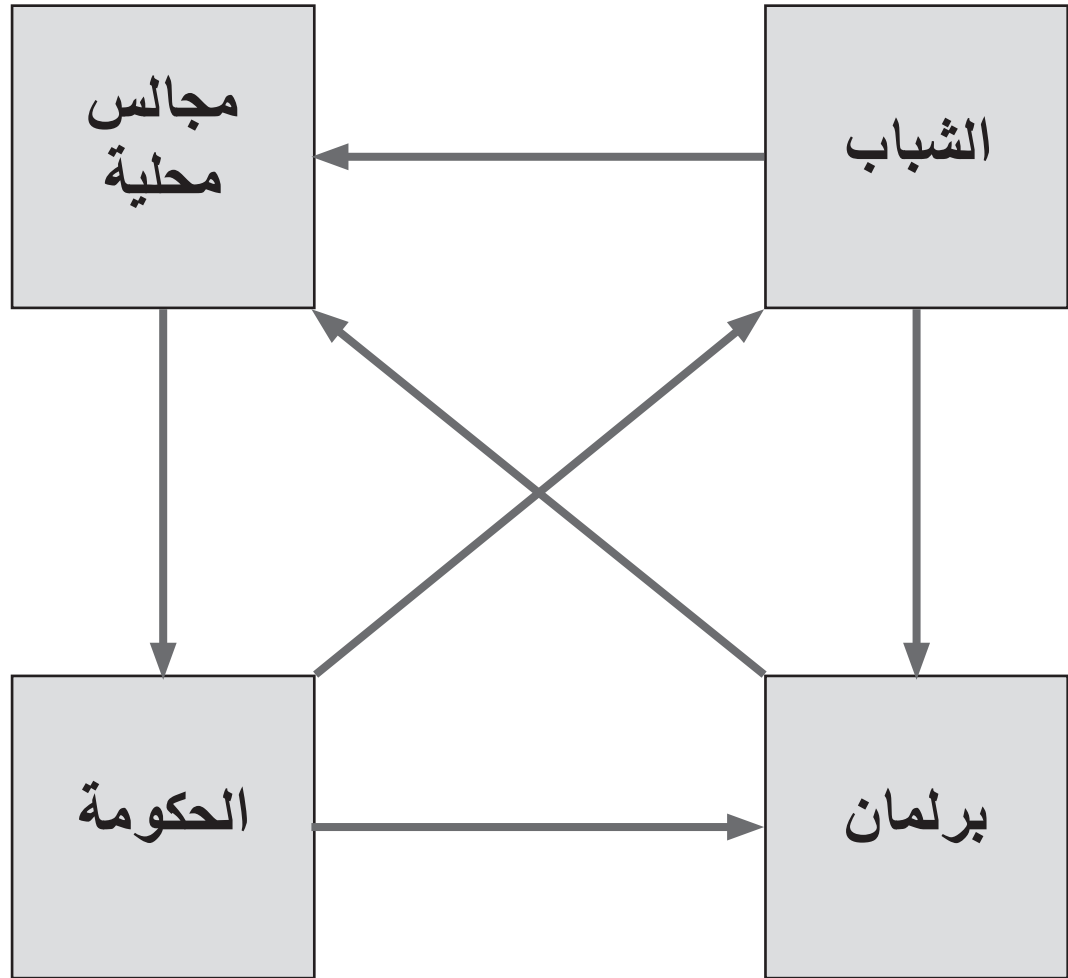 الشباب
مجالس
محلية
برلمان
الحكومة